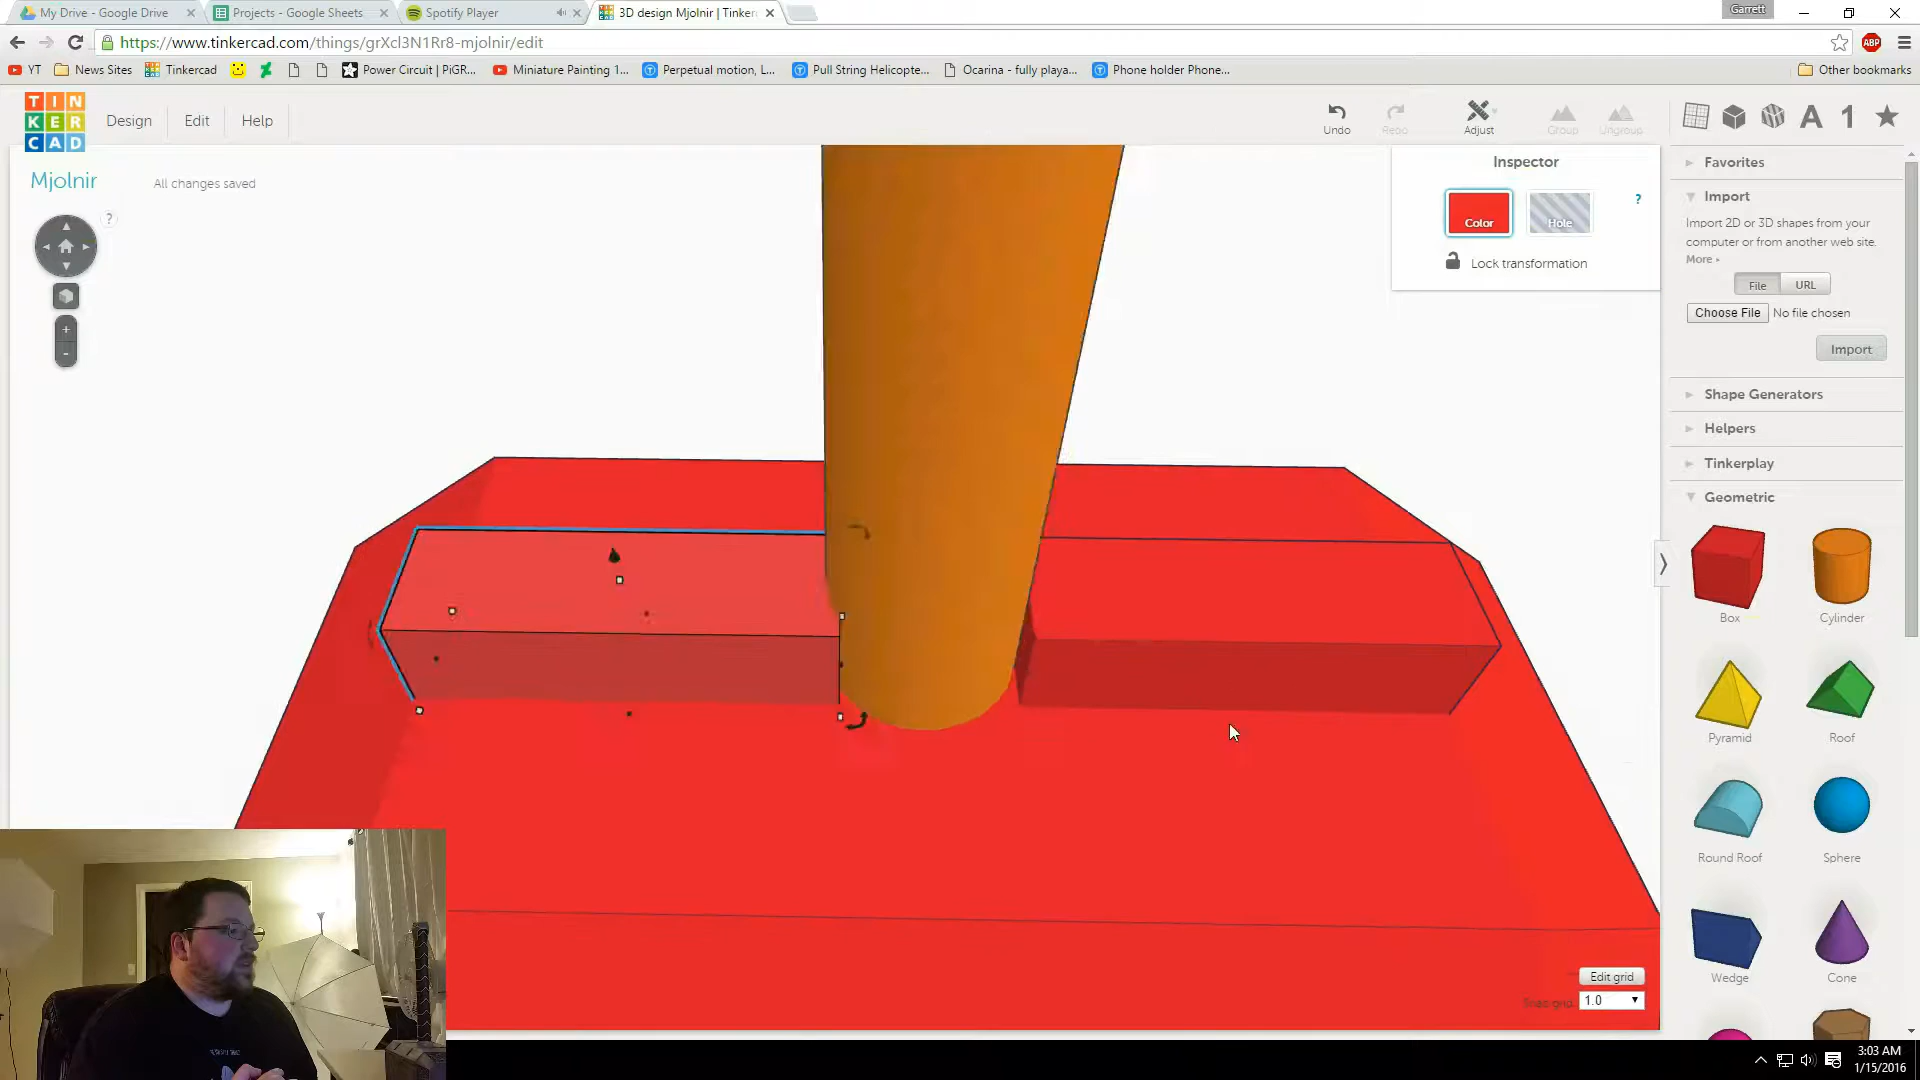 My Drive - Google Drive
Projects - Google Sheets
Spotify Player
3D design Mjolnir | Tinker
Garrett
https://www.tinkercad.com/things/grXcl3N1Rr8-mjolnir/edit
ABP
YT
News Sites
Tinkercad
Power Circuit | PiGR...
Miniature Painting 1...
Perpetual motion, L...
Pull String Helicopte...
Ocarina - fully playa...
Phone holder Phone...
Other bookmarks
TIN
KER
CAD
Design
Edit
Help
Undo
Redo
Adjust
Group
Ungroup
A
1
Mjolnir
All changes saved
?
+
-
Inspector
Color
Hole
?
Lock transformation
Favorites
Import
Import 2D or 3D shapes from your
computer or from another web site.
More
File
URL
Choose File
No file chosen
Import
Shape Generators
Helpers
Tinkerplay
Geometric
Box
Cylinder
Pyramid
Roof
Round Roof
Sphere
Wedge
Cone
Edit grid
Snap grid
1.0
3:03 AM
1/15/2016